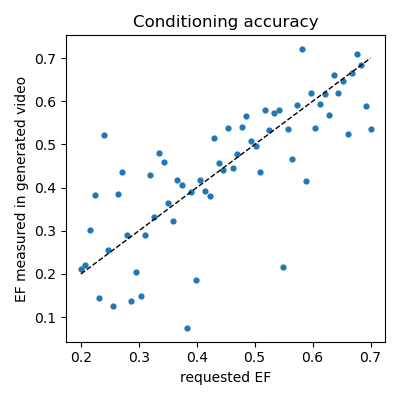 Conditioning accuracy
EF measured in generated video
0.7
0.6
0.5
0.4
0.3
0.2
0.1
0.2 0.3 0.4 0.5 0.6 0.7
requested EF